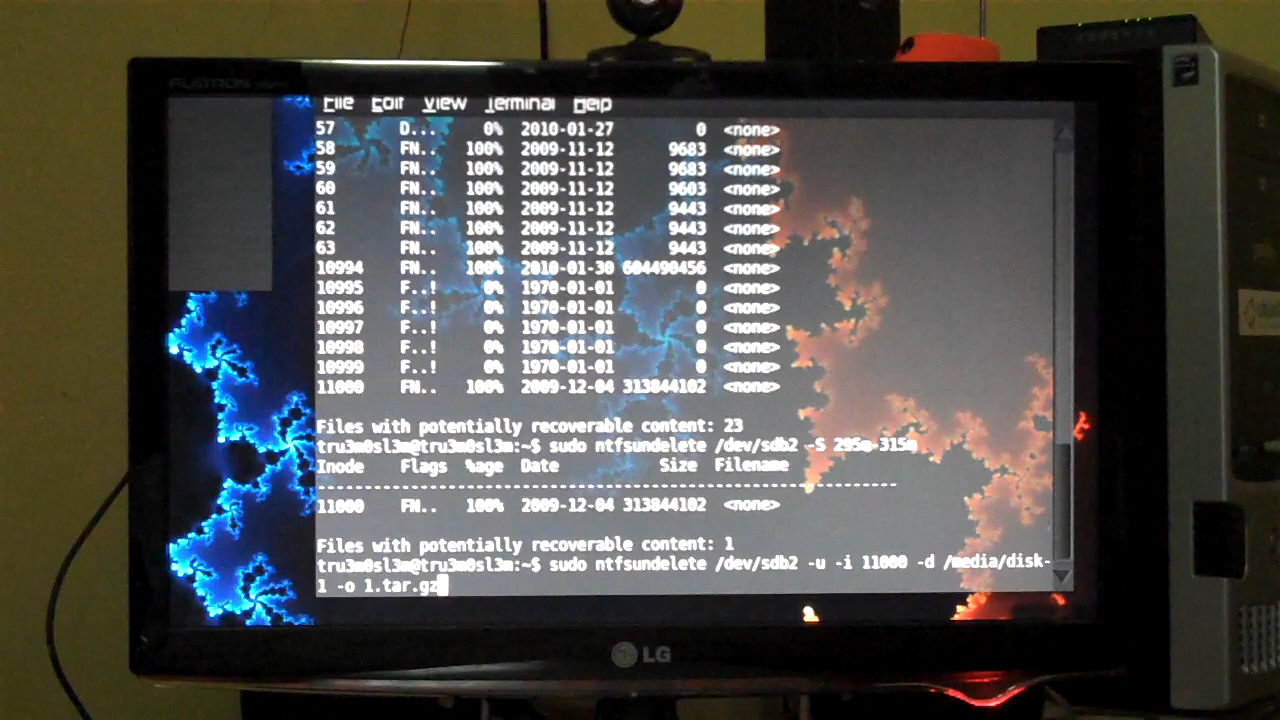 FLATRON
File Edit View Terminal Help
57 D... 0% 2010-01-27 0 <none>
58 FN.. 100% 2009-11-12 9683 <none>
59 FN.. 100% 2009-11-12 9683 <none>
60 FN.. 100% 2009-11-12 9603 <none>
61 FN.. 100% 2009-11-12 9443 <none>
62 FN.. 100% 2009-11-12 9443 <none>
63 FN.. 100% 2009-11-12 9443 <none>
10994 FN.. 100% 2010-01-30 604490456 <none>
10995 F..! 0% 1970-01-01 0 <none>
10996 F..! 0% 1970-01-01 0 <none>
10997 F..! 0% 1970-01-01 0 <none>
10998 F..! 0% 1970-01-01 0 <none>
10999 F..! 0% 1970-01-01 0 <none>
11000 FN.. 100% 2009-12-04 313844102 <none>
Files with potentially recoverable content: 23
tru3m0sl3m@tru3m0sl3m:~$ sudo ntfsundelete /dev/sdb2 -S 295m-315m
Inode Flags %age Date Size Filename
---------------------------------------------------------------
11000 FN.. 100% 2009-12-04 313844102 <none>
Files with potentially recoverable content: 1
tru3m0sl3m@tru3m0sl3m:~$ sudo ntfsundelete /dev/sdb2 -u -i 11000 -d /media/disk-
1 -o 1.tar.gz
LG